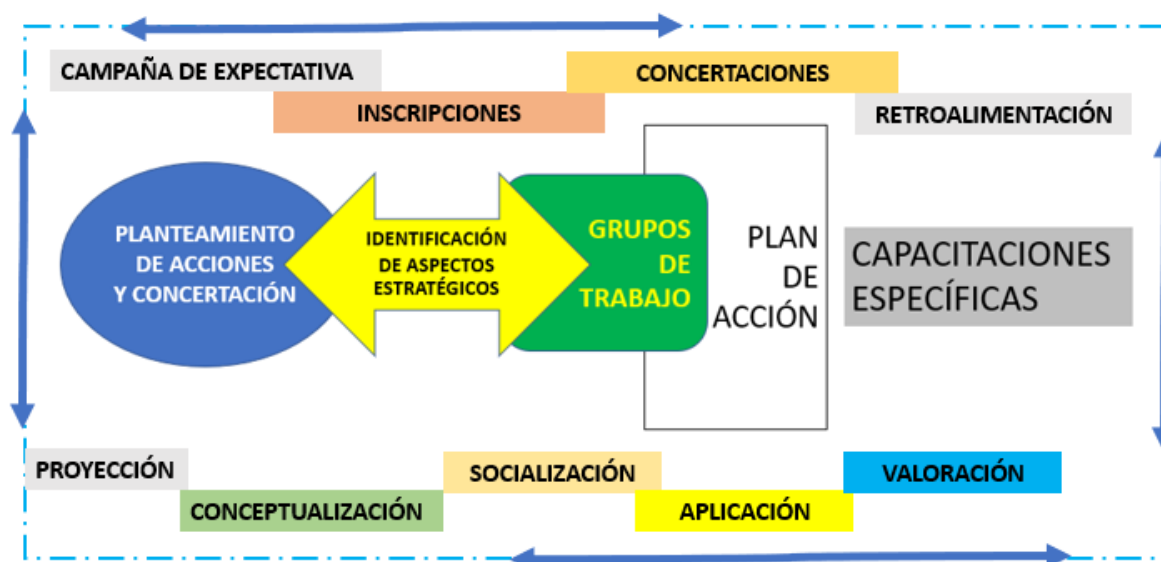 CAMPAÑA DE EXPECTATIVA
INSCRIPCIONES
CONCERTACIONES
RETROALIMENTACIÓN
PLANTEAMIENTO
DE ACCIONES
Y CONCERTACIÓN
IDENTIFICACIÓN
DE ASPECTOS
ESTRATÉGICOS
GRUPOS
DE
TRABAJO
PLAN
DE
ACCIÓN
CAPACITACIONES
ESPECÍFICAS
PROYECCIÓN
CONCEPTUALIZACIÓN
SOCIALIZACIÓN
APLICACIÓN
VALORACIÓN